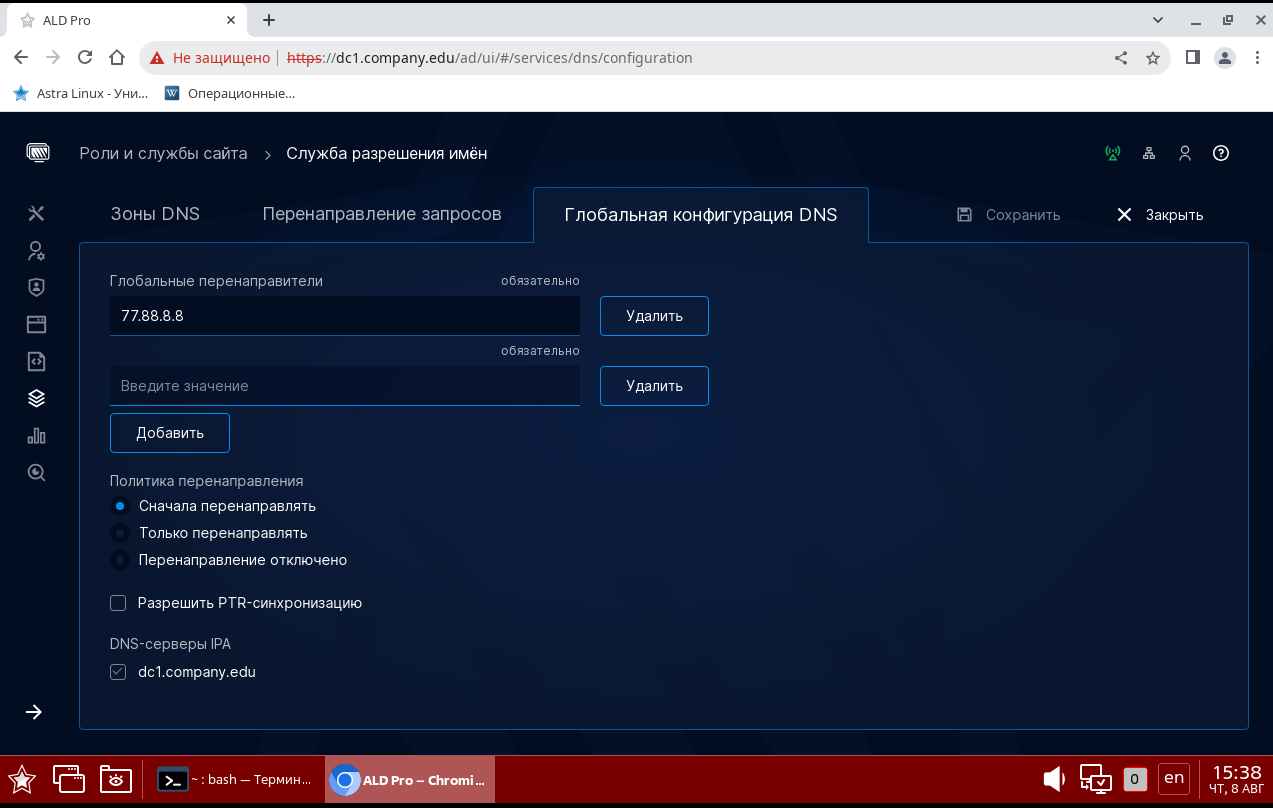 ALD Pro
Не защищено https://dc1.company.edu/ad/ui/#/services/dns/configuration
Astra Linux - Уни... Операционные...
Роли и службы сайта > Служба разрешения имён
Зоны DNS Перенаправление запросов Глобальная конфигурация DNS Сохранить Закрыть
Глобальные перенаправители обязательно
77.88.8.8 Удалить
обязательно
Введите значение Удалить
Добавить
Политика перенаправления
Сначала перенаправлять
Только перенаправлять
Перенаправление отключено
Разрешить PTR-синхронизацию
DNS-серверы IPA
dc1.company.edu
~ : bash — Термин... ALD Pro – Chromi... 0 en 15:38
ЧТ, 8 АВГ